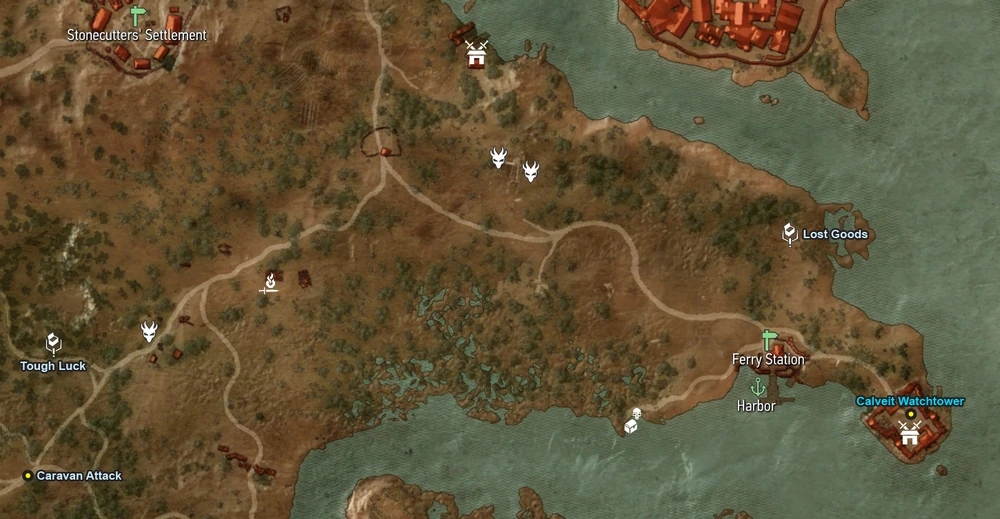 Stonecutters' Settlement
Lost Goods
Ferry Station
Tough Luck
Calveit Watchtower
Harbor
Caravan Attack